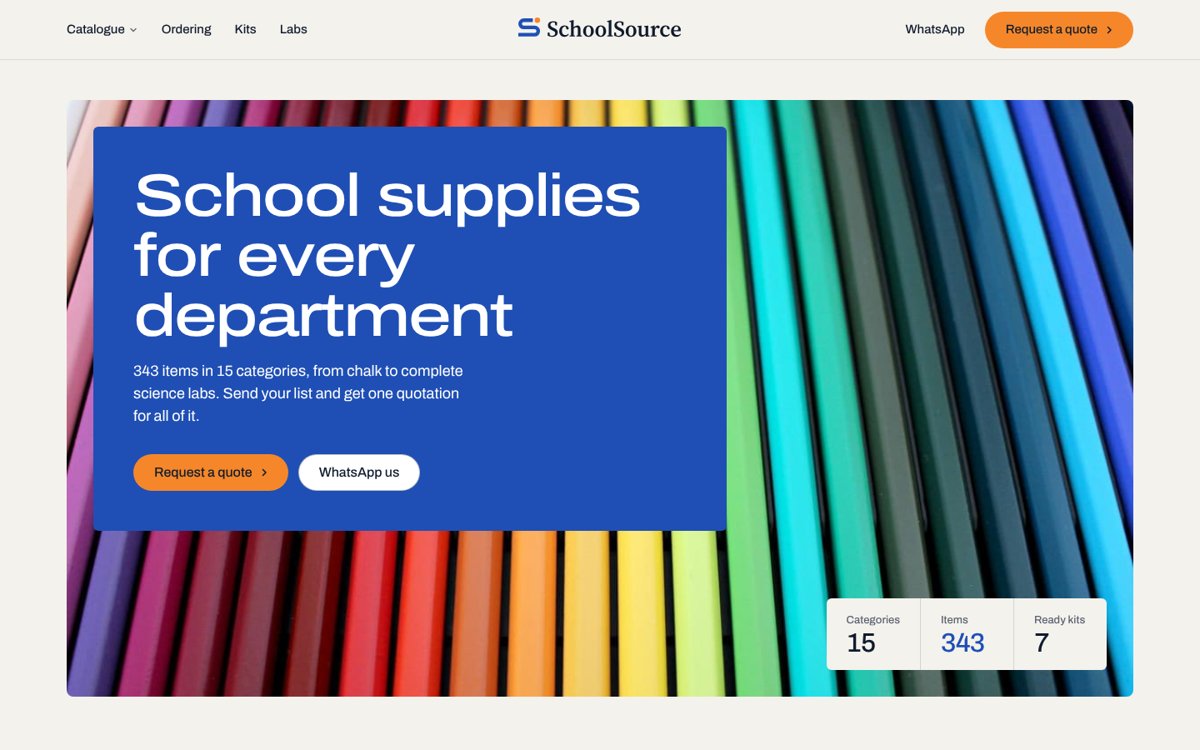 Catalogue
Ordering
Kits
Labs
SchoolSource
WhatsApp
Request a quote
School supplies
for every
department
343 items in 15 categories, from chalk to complete
science labs. Send your list and get one quotation
for all of it.
Request a quote
WhatsApp us
Categories
15
Items
343
Ready kits
7